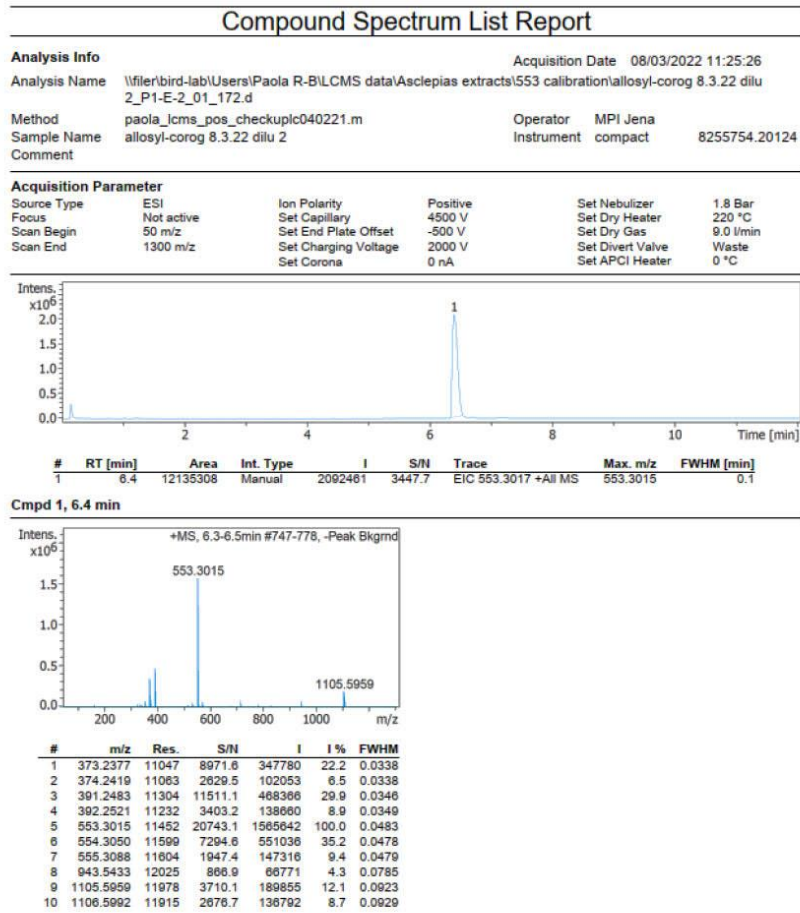 Compound Spectrum List Report
Analysis Info
Acquisition Date 08/03/2022 11:25:26
Analysis Name \\filer\bird-lab\Users\Paola R-B\LCMS data\Asclepias extracts\553 calibration\allosyl-corog 8.3.22 dilu
2_P1-E-2_01_172.d
Method paola_lcms_pos_checkuplc040221.m Operator MPI Jena
Sample Name allosyl-corog 8.3.22 dilu 2 Instrument compact 8255754.20124
Comment
Acquisition Parameter
Source Type ESI Ion Polarity Positive Set Nebulizer 1.8 Bar
Focus Not active Set Capillary 4500 V Set Dry Heater 220 °C
Scan Begin 50 m/z Set End Plate Offset -500 V Set Dry Gas 9.0 l/min
Scan End 1300 m/z Set Charging Voltage 2000 V Set Divert Valve Waste
Set Corona 0 nA Set APCI Heater 0 °C
Intens.
x10⁶
1
2.0
1.5
1.0
0.5
0.0
2 4 6 8 10 Time [min]
# RT [min] Area Int. Type I S/N Trace Max. m/z FWHM [min]
1 6.4 12135308 Manual 2092461 3447.7 EIC 553.3017 +All MS 553.3015 0.1
Cmpd 1, 6.4 min
Intens. +MS, 6.3-6.5min #747-778, -Peak Bkgrnd
x10⁶
553.3015
1.5
1.0
0.5
1105.5959
0.0
200 400 600 800 1000 m/z
# m/z Res. S/N I I % FWHM
1 373.2377 11047 8971.6 347780 22.2 0.0338
2 374.2419 11063 2629.5 102053 6.5 0.0338
3 391.2483 11304 11511.1 468366 29.9 0.0346
4 392.2521 11232 3403.2 138660 8.9 0.0349
5 553.3015 11452 20743.1 1565642 100.0 0.0483
6 554.3050 11599 7294.6 551036 35.2 0.0478
7 555.3088 11604 1947.4 147316 9.4 0.0479
8 943.5433 12025 866.9 66771 4.3 0.0785
9 1105.5959 11978 3710.1 189855 12.1 0.0923
10 1106.5992 11915 2676.7 136792 8.7 0.0929